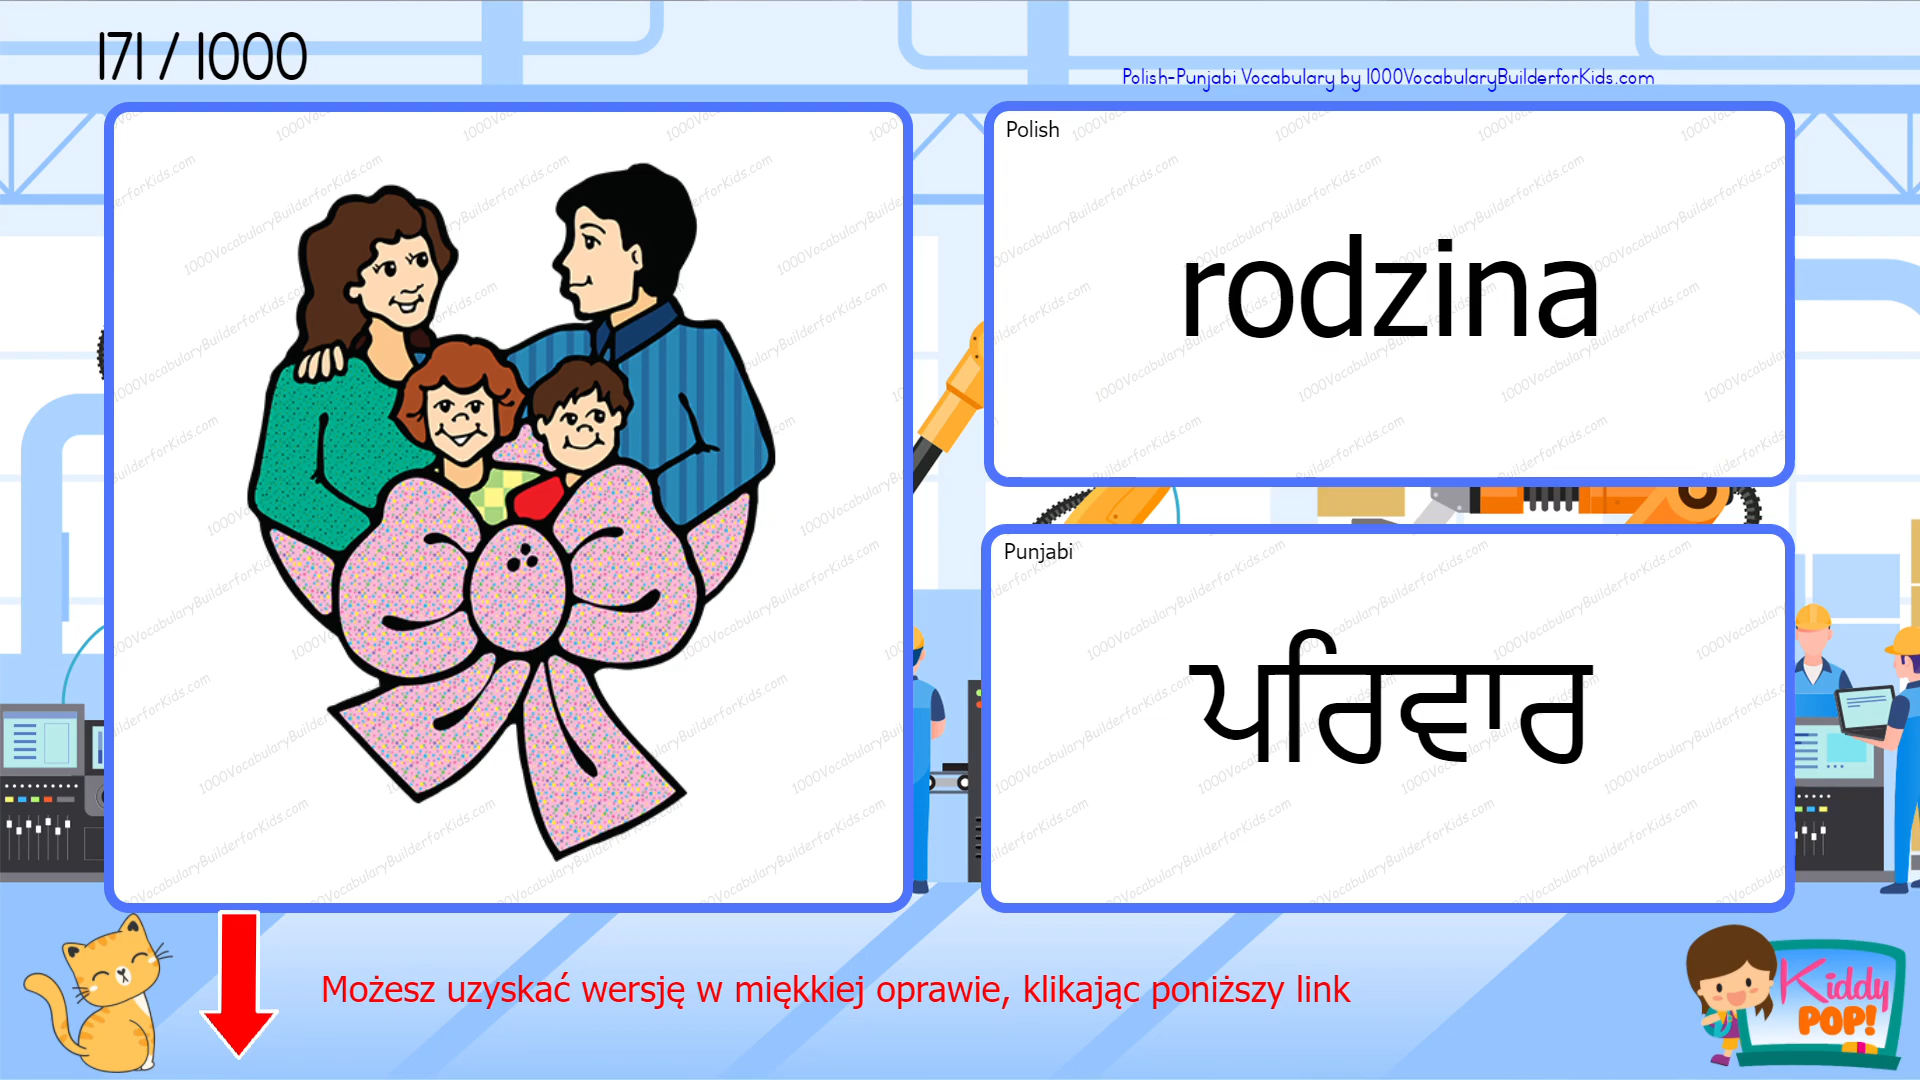 171 / 1000
Polish-Punjabi Vocabulary by 1000VocabularyBuilderforKids.com
Polish
rodzina
Punjabi
ਪਰਿਵਾਰ
Możesz uzyskać wersję w miękkiej oprawie, klikając poniższy link
Kiddy
POP!